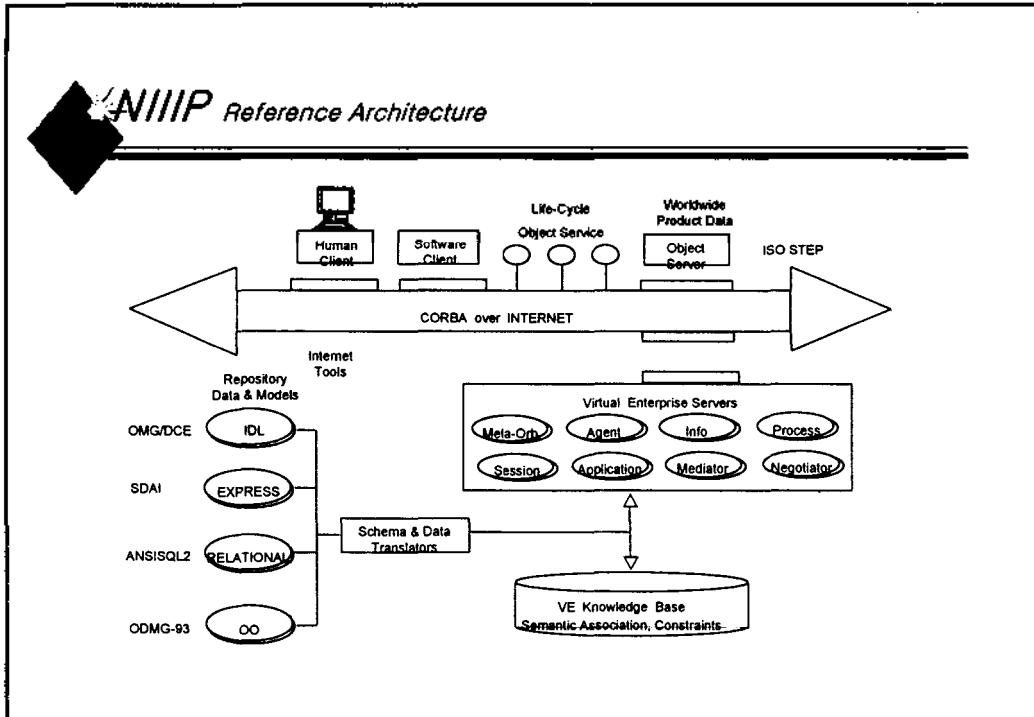 NIIIP Reference Architecture
Life-Cycle
Object Service
Worldwide
Product Data
Human
Client
Software
Client
Object
Server
ISO STEP
CORBA over INTERNET
Internet
Tools
Repository
Data & Models
OMG/DCE
IDL
SDAI
EXPRESS
ANSISQL2
RELATIONAL
ODMG-93
OO
Schema & Data
Translators
Virtual Enterprise Servers
Meta-Orb
Agent
Info
Process
Session
Application
Mediator
Negotiator
VE Knowledge Base
Semantic Association, Constraints